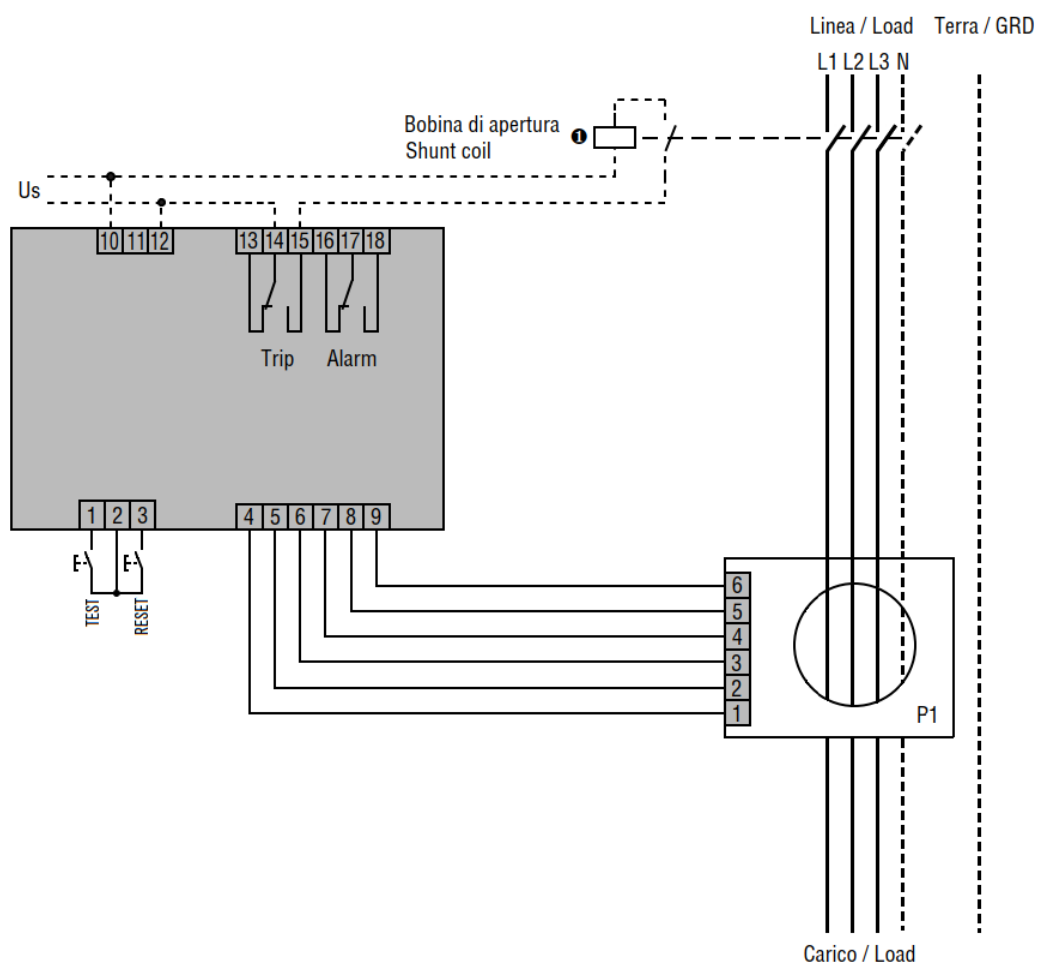 Linea / Load Terra / GRD
L1 L2 L3 N
Bobina di apertura ❶
Shunt coil
Us
10 11 12 13 14 15 16 17 18
Trip Alarm
1 2 3 4 5 6 7 8 9
TEST RESET
6
5
4
3
2
1
P1
Carico / Load